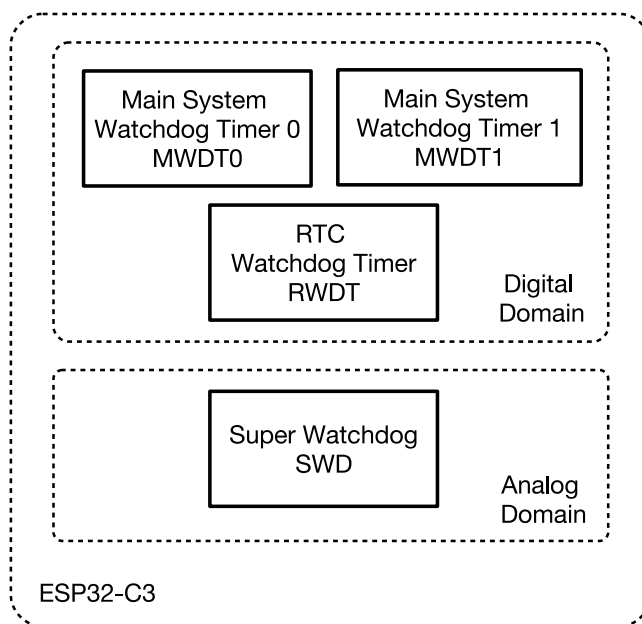 Main System
Watchdog Timer 0
MWDT0
Main System
Watchdog Timer 1
MWDT1
RTC
Watchdog Timer
RWDT
Digital
Domain
Super Watchdog
SWD
Analog
Domain
ESP32-C3